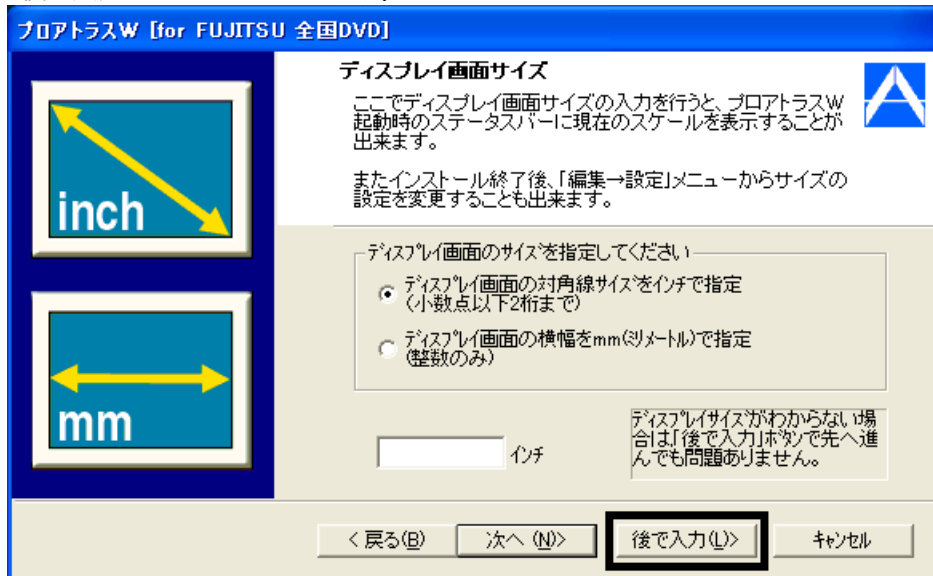 プロアトラスW [for FUJITSU 全国DVD]
ディスプレイ画面サイズ
ここでディスプレイ画面サイズの入力を行うと、プロアトラスW
起動時のステータスバーに現在のスケールを表示することが
出来ます。
またインストール終了後、「編集→設定」メニューからサイズの
設定を変更することも出来ます。
inch
mm
ディスプレイ画面のサイズを指定してください
ディスプレイ画面の対角線サイズをインチで指定
(小数点以下2桁まで)
ディスプレイ画面の横幅をmm(ミリメートル)で指定
(整数のみ)
インチ
ディスプレイサイズがわからない場
合は「後で入力」ボタンで先へ進
んでも問題ありません。
< 戻る(B)
次へ (N)>
後で入力(L)>
キャンセル